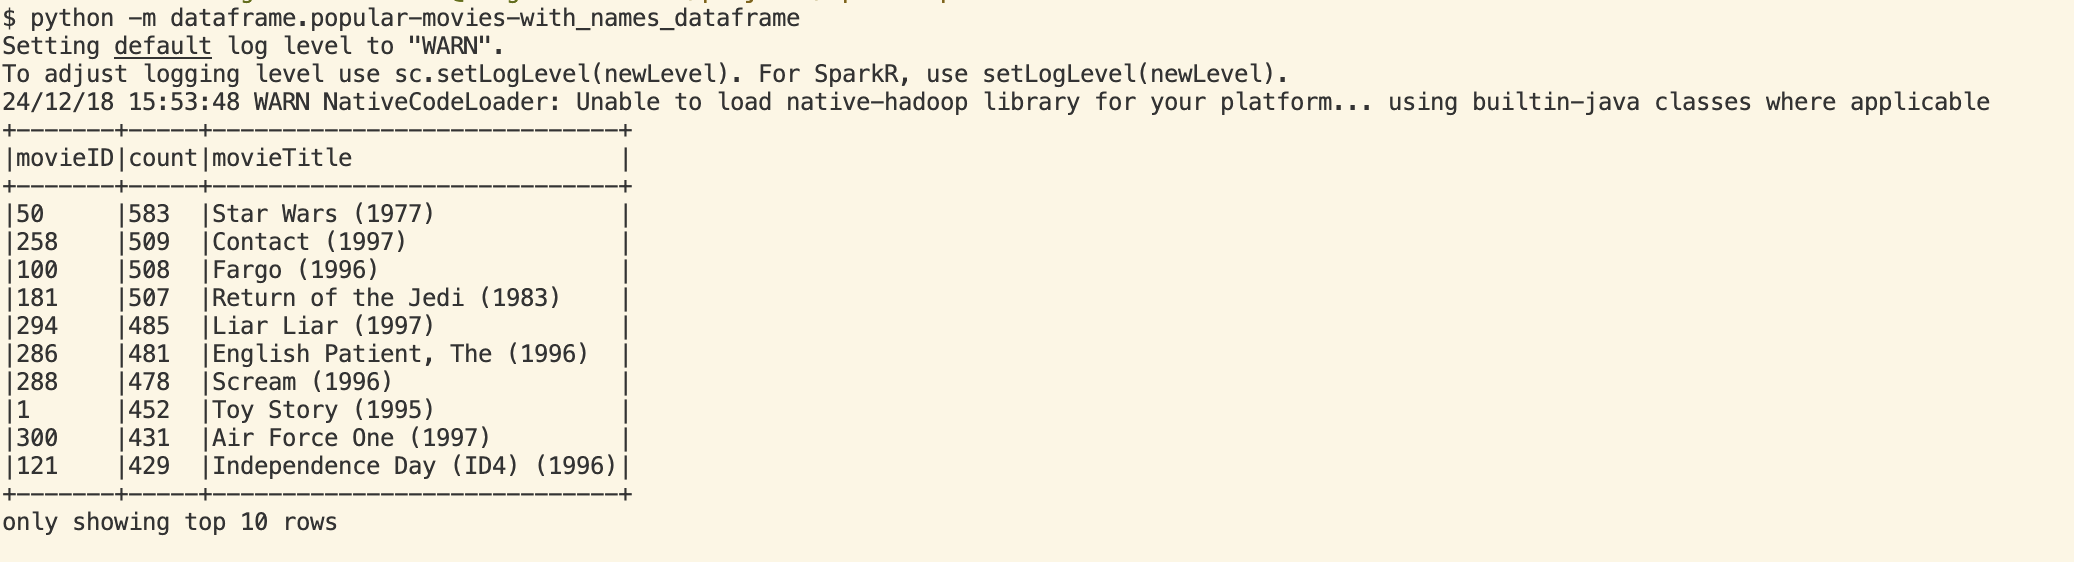 $ python -m dataframe.popular-movies-with_names_dataframe
Setting default log level to "WARN".
To adjust logging level use sc.setLogLevel(newLevel). For SparkR, use setLogLevel(newLevel).
24/12/18 15:53:48 WARN NativeCodeLoader: Unable to load native-hadoop library for your platform... using builtin-java classes where applicable
+-------+-----+-----------------------------+
|movieID|count|movieTitle                   |
+-------+-----+-----------------------------+
|50     |583  |Star Wars (1977)             |
|258    |509  |Contact (1997)               |
|100    |508  |Fargo (1996)                 |
|181    |507  |Return of the Jedi (1983)    |
|294    |485  |Liar Liar (1997)             |
|286    |481  |English Patient, The (1996)  |
|288    |478  |Scream (1996)                |
|1      |452  |Toy Story (1995)             |
|300    |431  |Air Force One (1997)         |
|121    |429  |Independence Day (ID4) (1996)|
+-------+-----+-----------------------------+
only showing top 10 rows